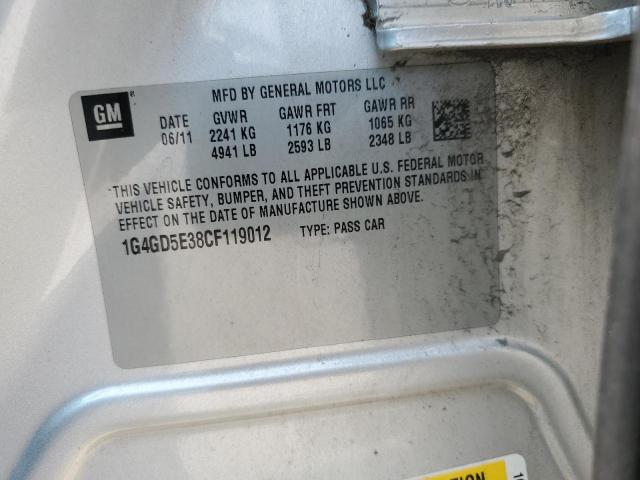 GM
MFD BY GENERAL MOTORS LLC
DATE GVWR GAWR FRT GAWR RR
06/11 2241 KG 1176 KG 1065 KG
4941 LB 2593 LB 2348 LB
THIS VEHICLE CONFORMS TO ALL APPLICABLE U.S. FEDERAL MOTOR
VEHICLE SAFETY, BUMPER, AND THEFT PREVENTION STANDARDS IN
EFFECT ON THE DATE OF MANUFACTURE SHOWN ABOVE.
1G4GD5E38CF119012 TYPE: PASS CAR